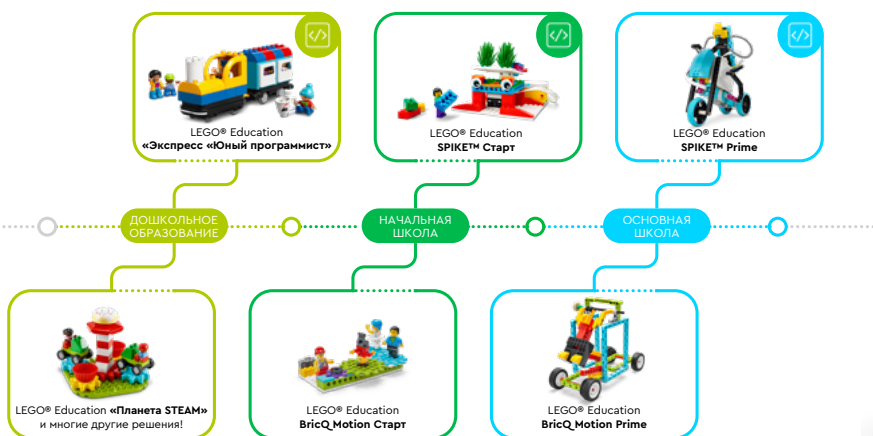 LEGO® Education
«Экспресс «Юный программист»
LEGO® Education
SPIKE™ Старт
LEGO® Education
SPIKE™ Prime
ДОШКОЛЬНОЕ
ОБРАЗОВАНИЕ
НАЧАЛЬНАЯ
ШКОЛА
ОСНОВНАЯ
ШКОЛА
LEGO® Education «Планета STEAM»
и многие другие решения!
LEGO® Education
BricQ Motion Старт
LEGO® Education
BricQ Motion Prime